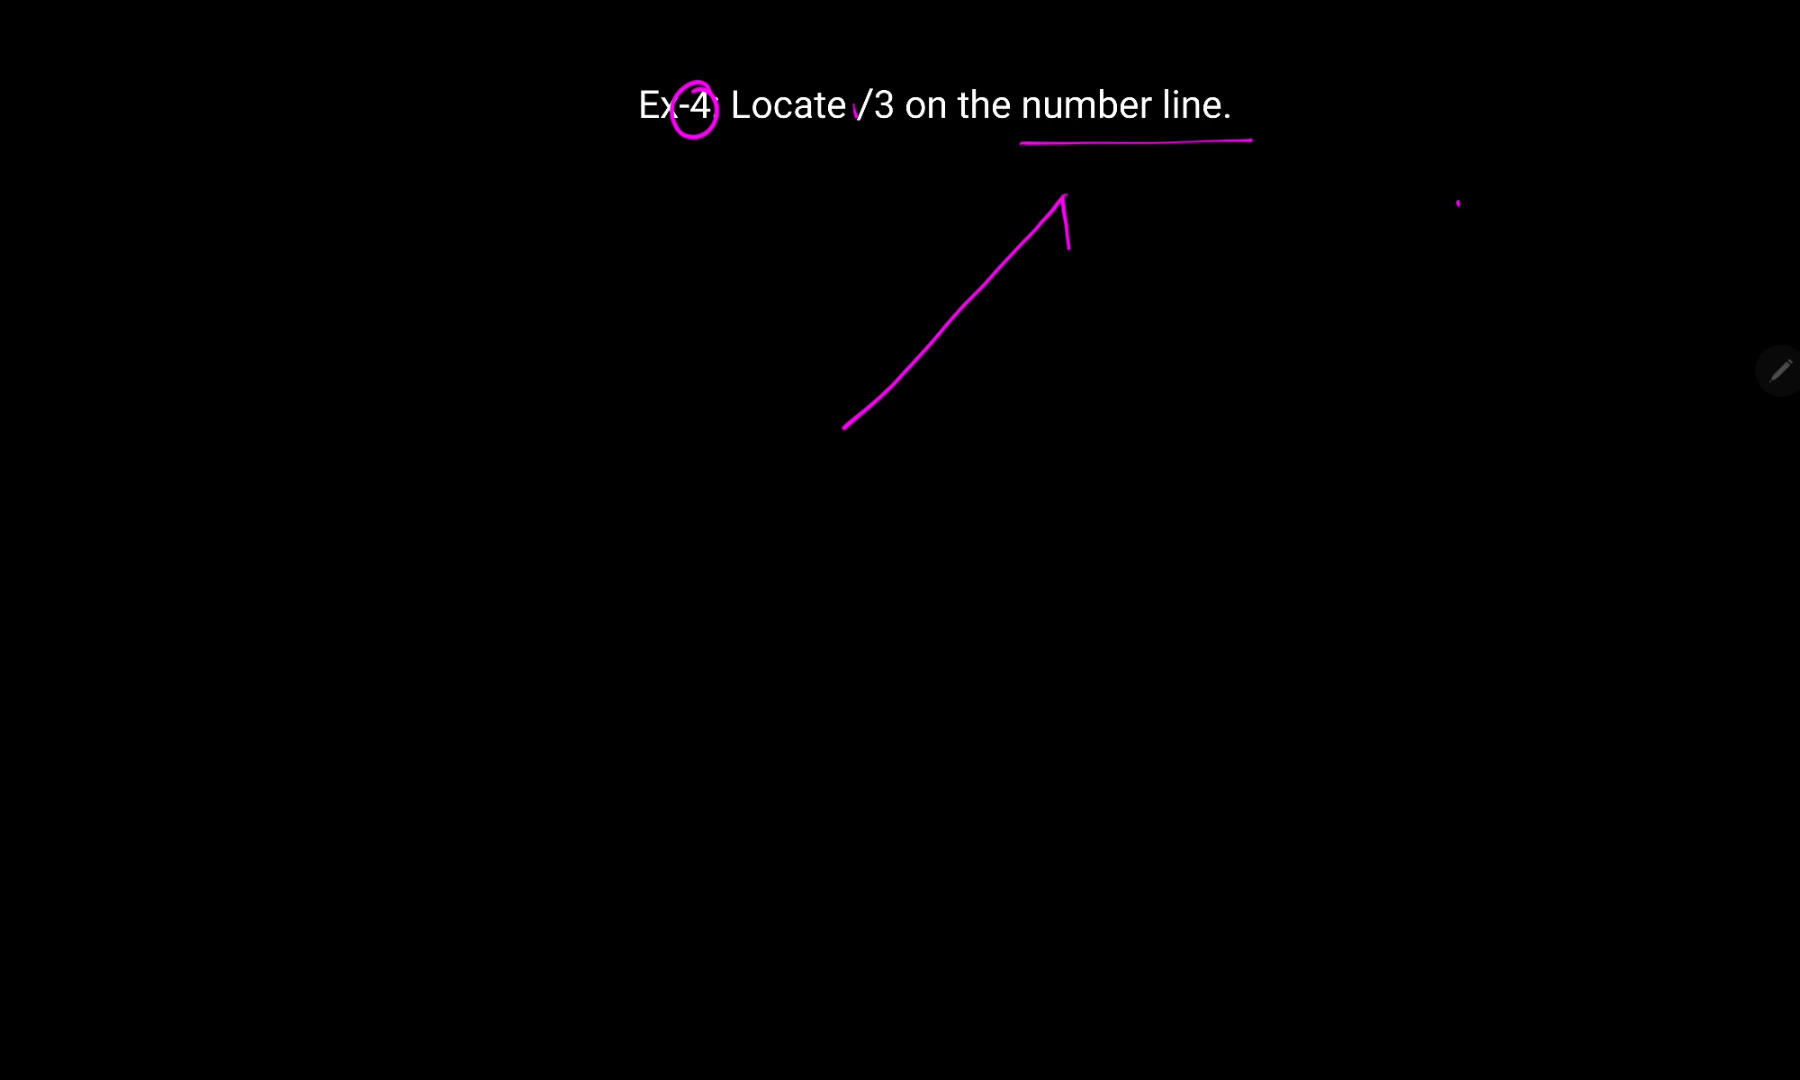 Ex-4: Locate √3 on the number line.